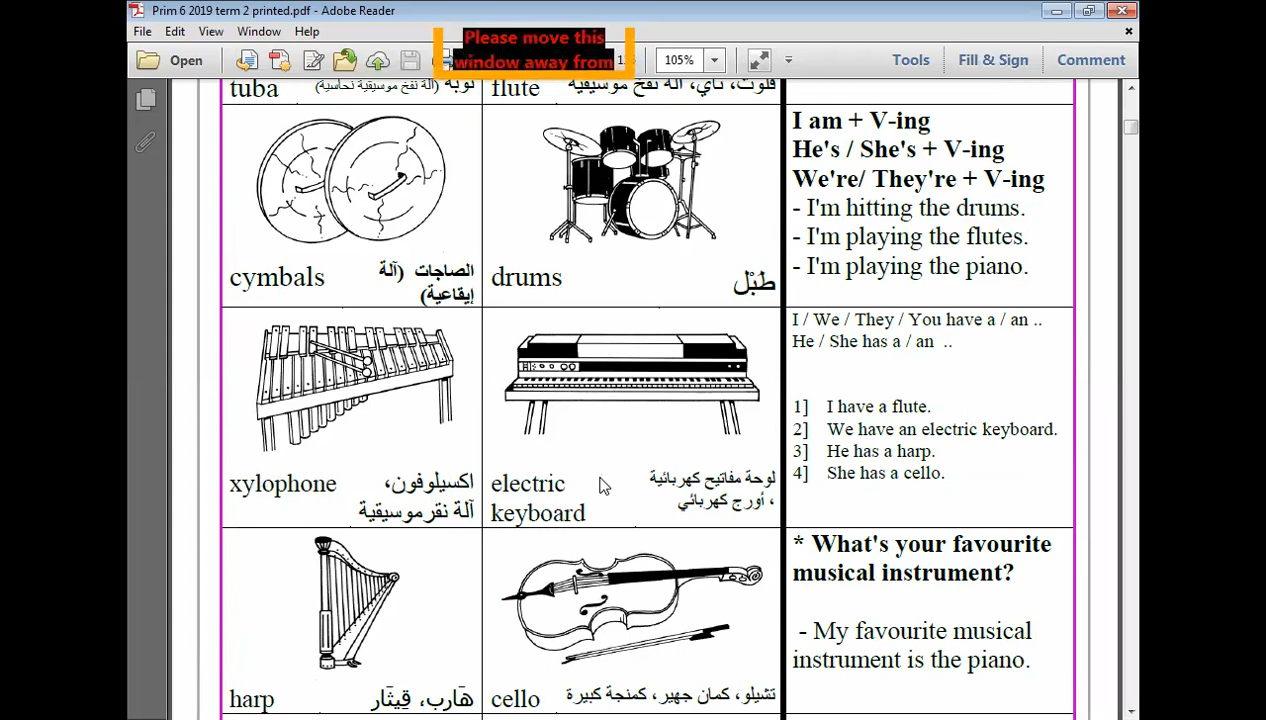 Prim 6 2019 term 2 printed.pdf - Adobe Reader
File Edit View Window Help
Please move this
window away from
Open
105%
Tools Fill & Sign Comment
tuba
flute
فلوت، ناي، آلة نفخ موسيقية
cymbals
الصاجات (آلة
إيقاعية)
drums
طَبْل
I am + V-ing
He's / She's + V-ing
We're/ They're + V-ing
- I'm hitting the drums.
- I'm playing the flutes.
- I'm playing the piano.
xylophone
اكسيلوفون،
آلة نقرموسيقية
electric
keyboard
لوحة مفاتيح كهربائية
، أورج كهربائي
I / We / They / You have a / an ..
He / She has a / an ..
1] I have a flute.
2] We have an electric keyboard.
3] He has a harp.
4] She has a cello.
harp
هَارب، قِيثَار
cello
تشيلو، كمان جهير، كمنجة كبيرة
* What's your favourite
musical instrument?
- My favourite musical
instrument is the piano.